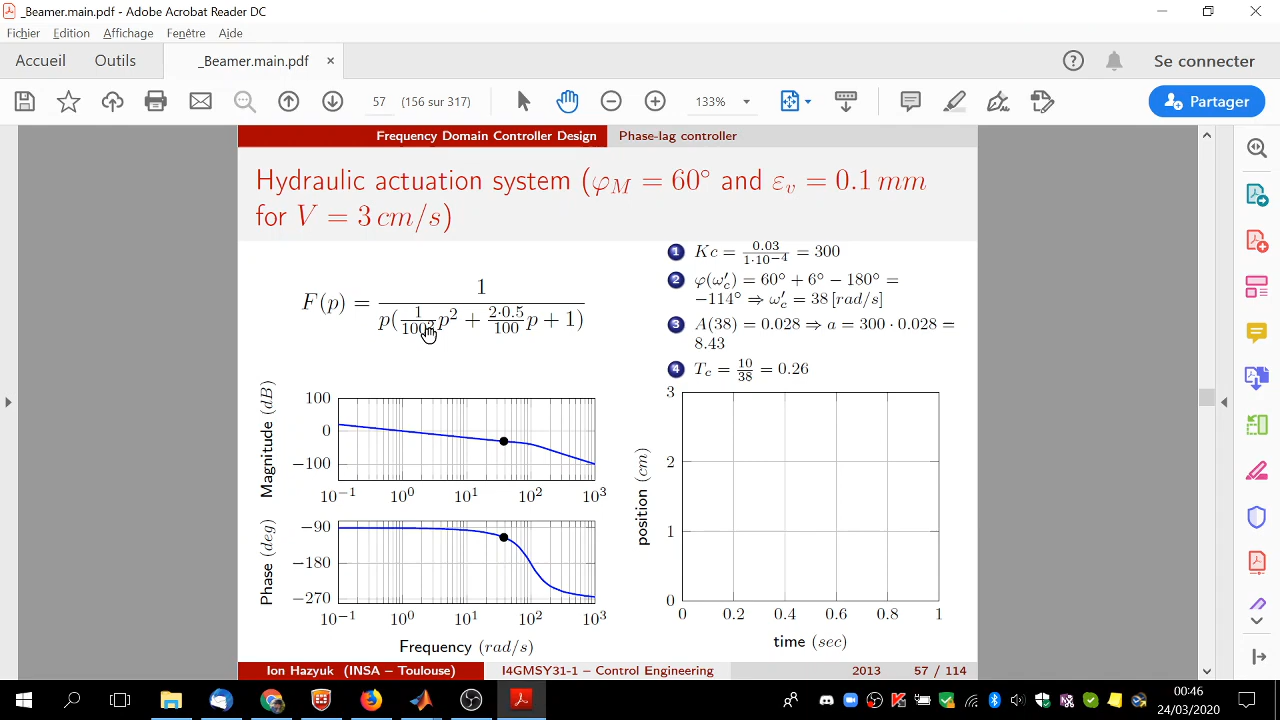 _Beamer.main.pdf - Adobe Acrobat Reader DC
Fichier Edition Affichage Fenêtre Aide
Accueil Outils _Beamer.main.pdf × Se connecter
57 (156 sur 317) 133% Partager
Frequency Domain Controller Design Phase-lag controller
Hydraulic actuation system (φ_M = 60° and ε_v = 0.1 mm
for V = 3 cm/s)
F(p) = 1 / (p(1/100² p² + 2·0.5/100 p + 1))
1 Kc = 0.03/1·10⁻⁴ = 300
2 φ(ω′_c) = 60° + 6° − 180° =
−114° ⇒ ω′_c = 38 [rad/s]
3 A(38) = 0.028 ⇒ a = 300 · 0.028 =
8.43
4 T_c = 10/38 = 0.26
Magnitude (dB)
100
0
−100
10⁻¹ 10⁰ 10¹ 10² 10³
Phase (deg)
−90
−180
−270
10⁻¹ 10⁰ 10¹ 10² 10³
Frequency (rad/s)
position (cm)
3
2
1
0
0 0.2 0.4 0.6 0.8 1
time (sec)
Ion Hazyuk (INSA – Toulouse) I4GMSY31-1 – Control Engineering 2013 57 / 114
00:46
24/03/2020